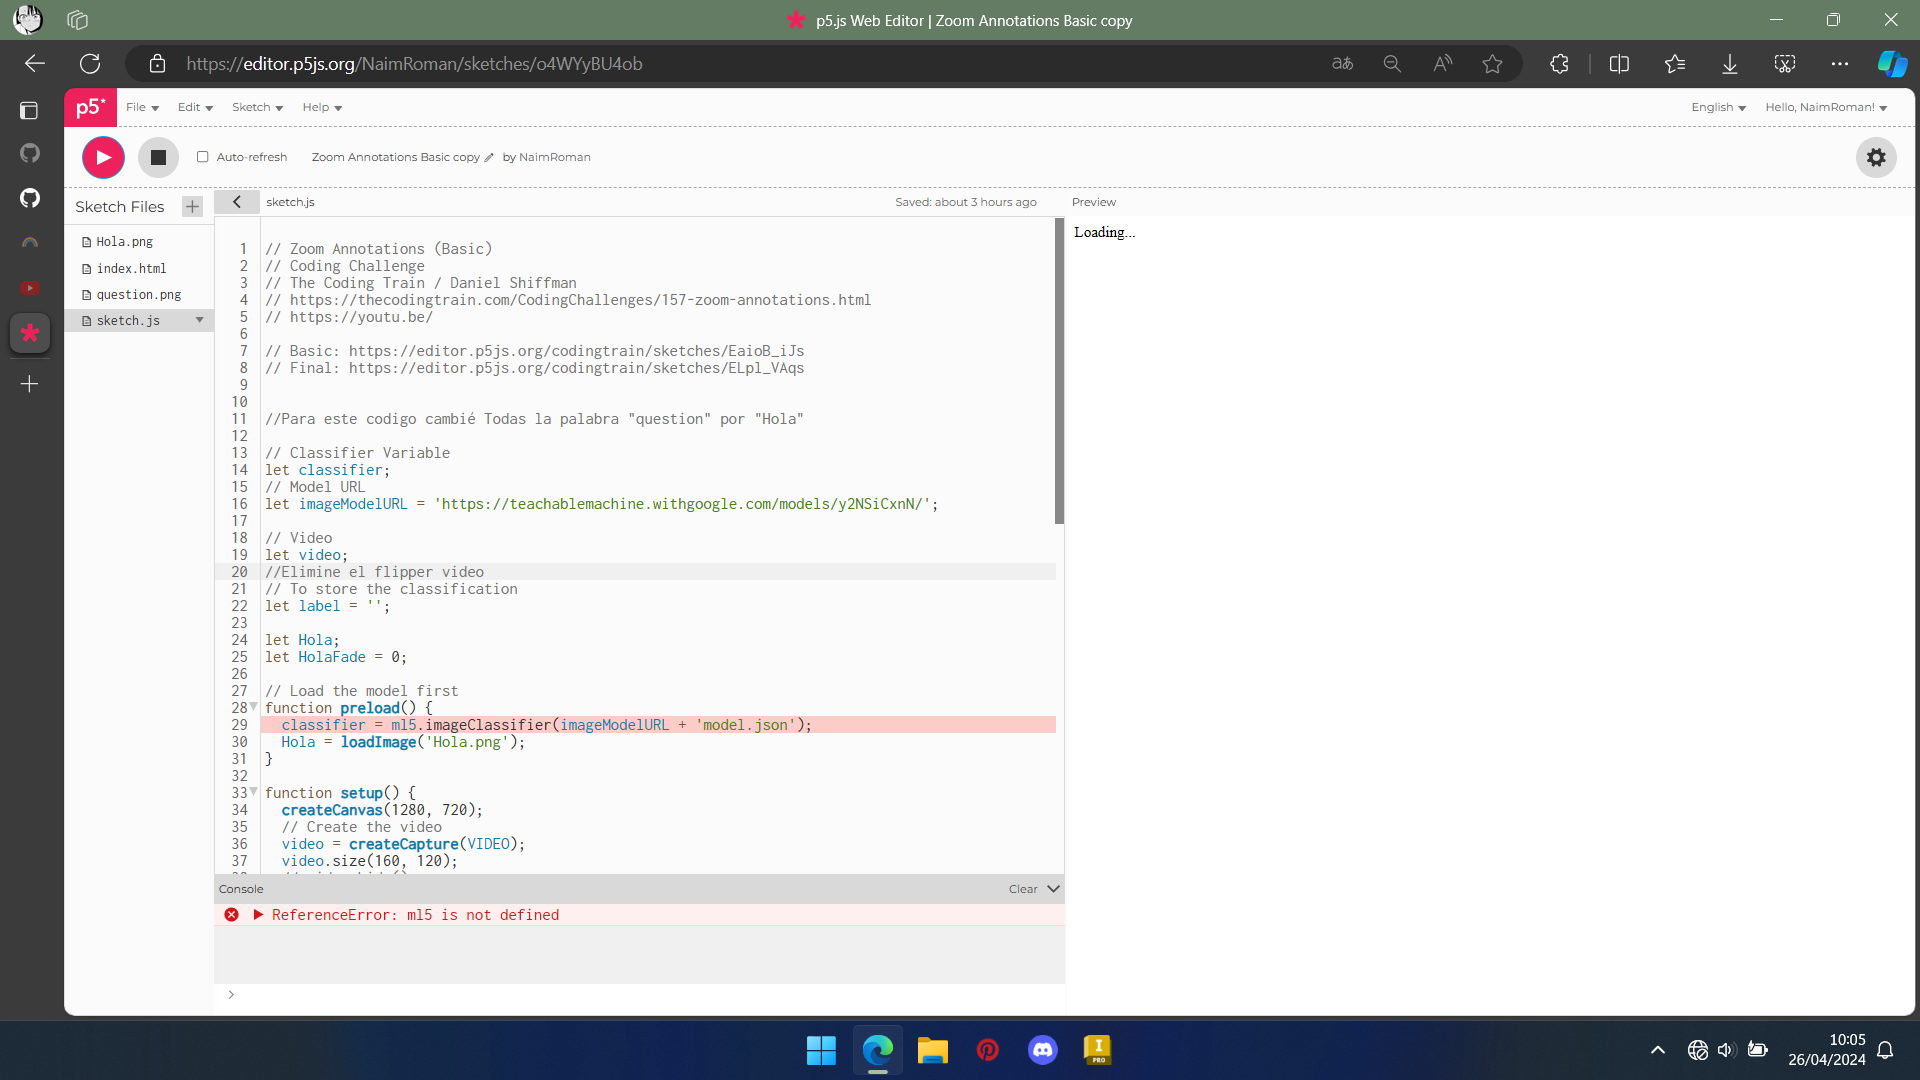 p5.js Web Editor | Zoom Annotations Basic copy
https://editor.p5js.org/NaimRoman/sketches/o4WYyBU4ob
p5*
File
Edit
Sketch
Help
English
Hello, NaimRoman!
Auto-refresh
Zoom Annotations Basic copy
by NaimRoman
Sketch Files
sketch.js
Saved: about 3 hours ago
Preview
Hola.png
index.html
question.png
sketch.js
Loading...
1 // Zoom Annotations (Basic)
2 // Coding Challenge
3 // The Coding Train / Daniel Shiffman
4 // https://thecodingtrain.com/CodingChallenges/157-zoom-annotations.html
5 // https://youtu.be/
6
7 // Basic: https://editor.p5js.org/codingtrain/sketches/EaioB_iJs
8 // Final: https://editor.p5js.org/codingtrain/sketches/ELpl_VAqs
9
10
11 //Para este codigo cambié Todas la palabra "question" por "Hola"
12
13 // Classifier Variable
14 let classifier;
15 // Model URL
16 let imageModelURL = 'https://teachablemachine.withgoogle.com/models/y2NSiCxnN/';
17
18 // Video
19 let video;
20 //Elimine el flipper video
21 // To store the classification
22 let label = '';
23
24 let Hola;
25 let HolaFade = 0;
26
27 // Load the model first
28 function preload() {
29 classifier = ml5.imageClassifier(imageModelURL + 'model.json');
30 Hola = loadImage('Hola.png');
31 }
32
33 function setup() {
34 createCanvas(1280, 720);
35 // Create the video
36 video = createCapture(VIDEO);
37 video.size(160, 120);
Console
Clear
ReferenceError: ml5 is not defined
>
10:05
26/04/2024